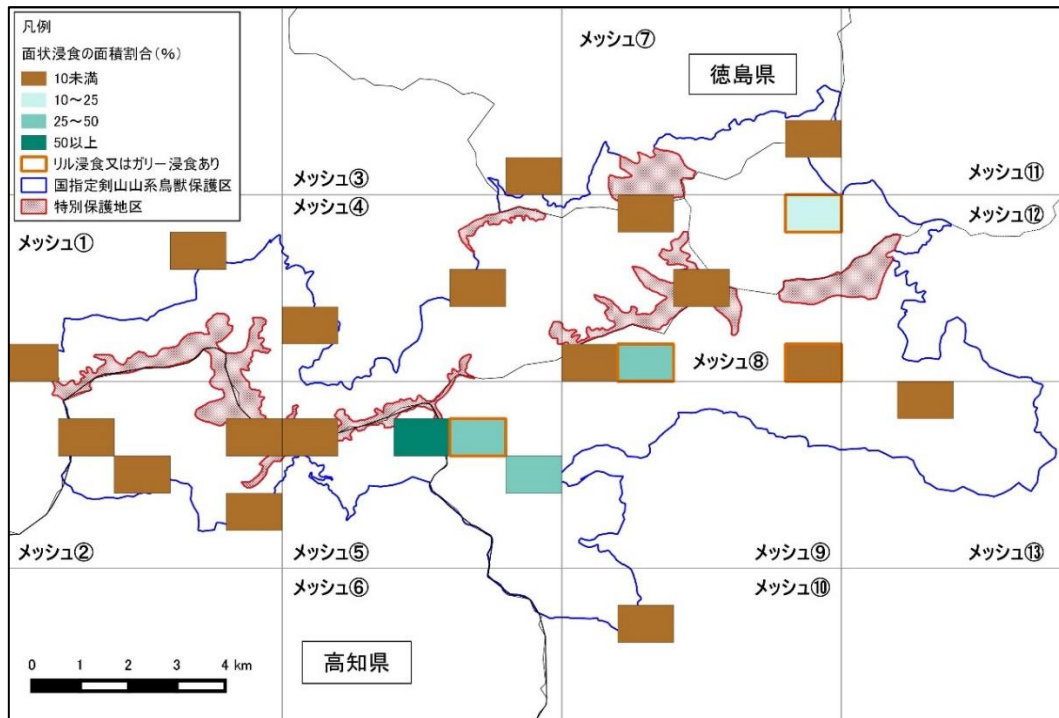 凡例
面状浸食の面積割合(%)
10未満
10～25
25～50
50以上
リル浸食又はガリー浸食あり
国指定剣山山系鳥獣保護区
特別保護地区
メッシュ⑦
徳島県
メッシュ③
メッシュ④
メッシュ⑪
メッシュ⑫
メッシュ①
メッシュ⑧
メッシュ②
メッシュ⑤
メッシュ⑨
メッシュ⑬
メッシュ⑥
メッシュ⑩
高知県
0 1 2 3 4 km